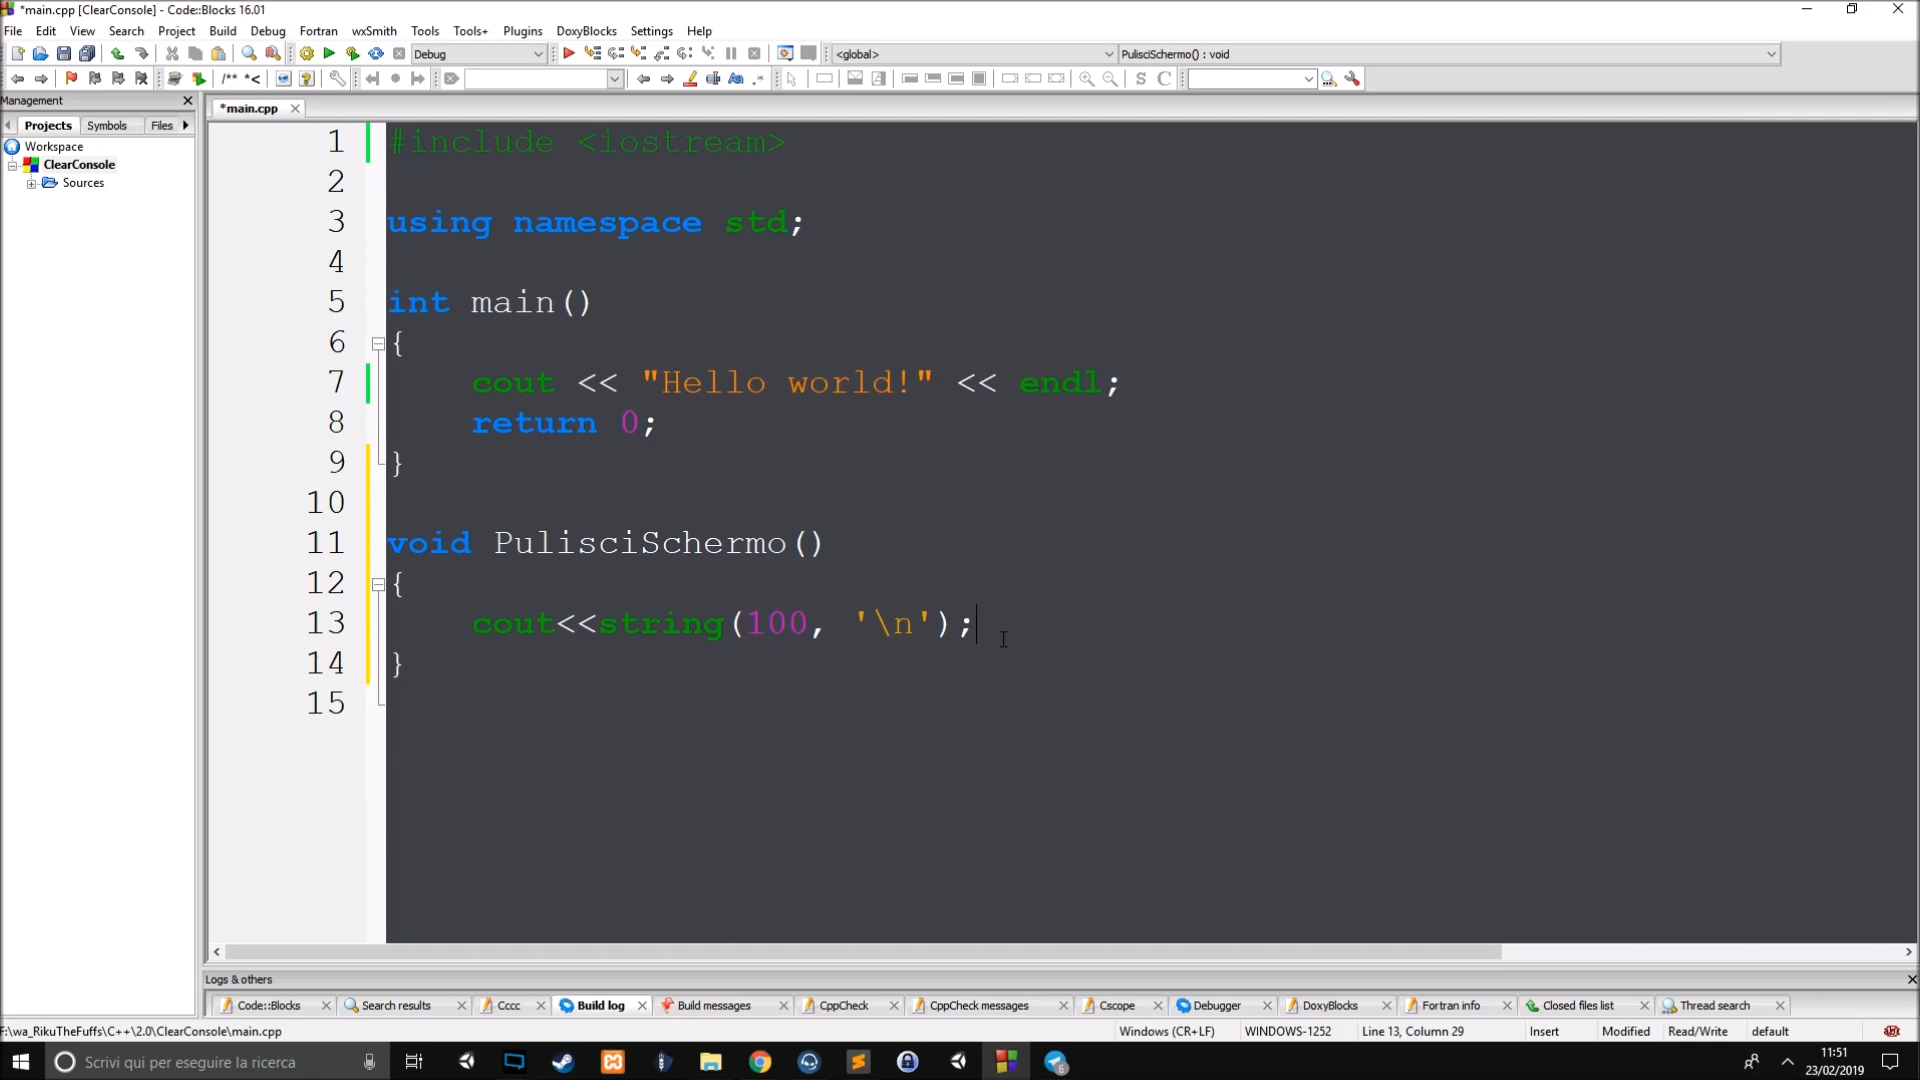 *main.cpp [ClearConsole] - Code::Blocks 16.01
File Edit View Search Project Build Debug Fortran wxSmith Tools Tools+ Plugins DoxyBlocks Settings Help
Debug <global> PulisciSchermo() : void
/** *< Aa .* S C
Management
*main.cpp
Projects Symbols Files
Workspace
ClearConsole
Sources
1 #include <iostream>
2
3 using namespace std;
4
5 int main()
6 {
7 cout << "Hello world!" << endl;
8 return 0;
9 }
10
11 void PulisciSchermo()
12 {
13 cout<<string(100, '\n');
14 }
15
Logs & others
Code::Blocks Search results Cccc Build log Build messages CppCheck CppCheck messages Cscope Debugger DoxyBlocks Fortran info Closed files list Thread search
F:\wa_RikuTheFuffs\C++\2.0\ClearConsole\main.cpp Windows (CR+LF) WINDOWS-1252 Line 13, Column 29 Insert Modified Read/Write default
Scrivi qui per eseguire la ricerca
6
11:51
23/02/2019